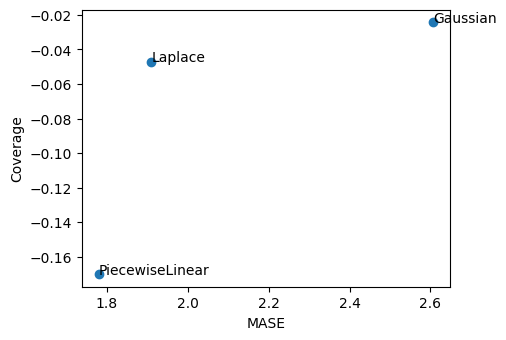 −0.02
Gaussian
−0.04
Laplace
−0.06
−0.08
−0.10
−0.12
−0.14
−0.16
PiecewiseLinear
Coverage
1.8 2.0 2.2 2.4 2.6
MASE